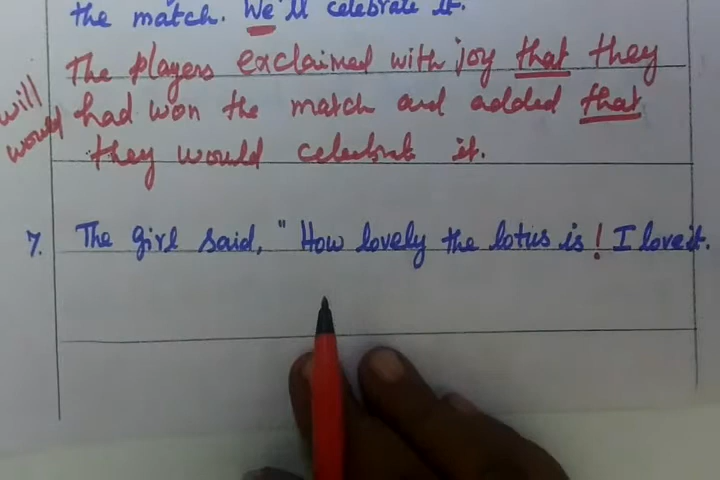 the match. We'll celebrate it.
The players exclaimed with joy that they
will had won the match and added that
would they would celebrate it.
7. The girl said, "How lovely the lotus is! I love it.